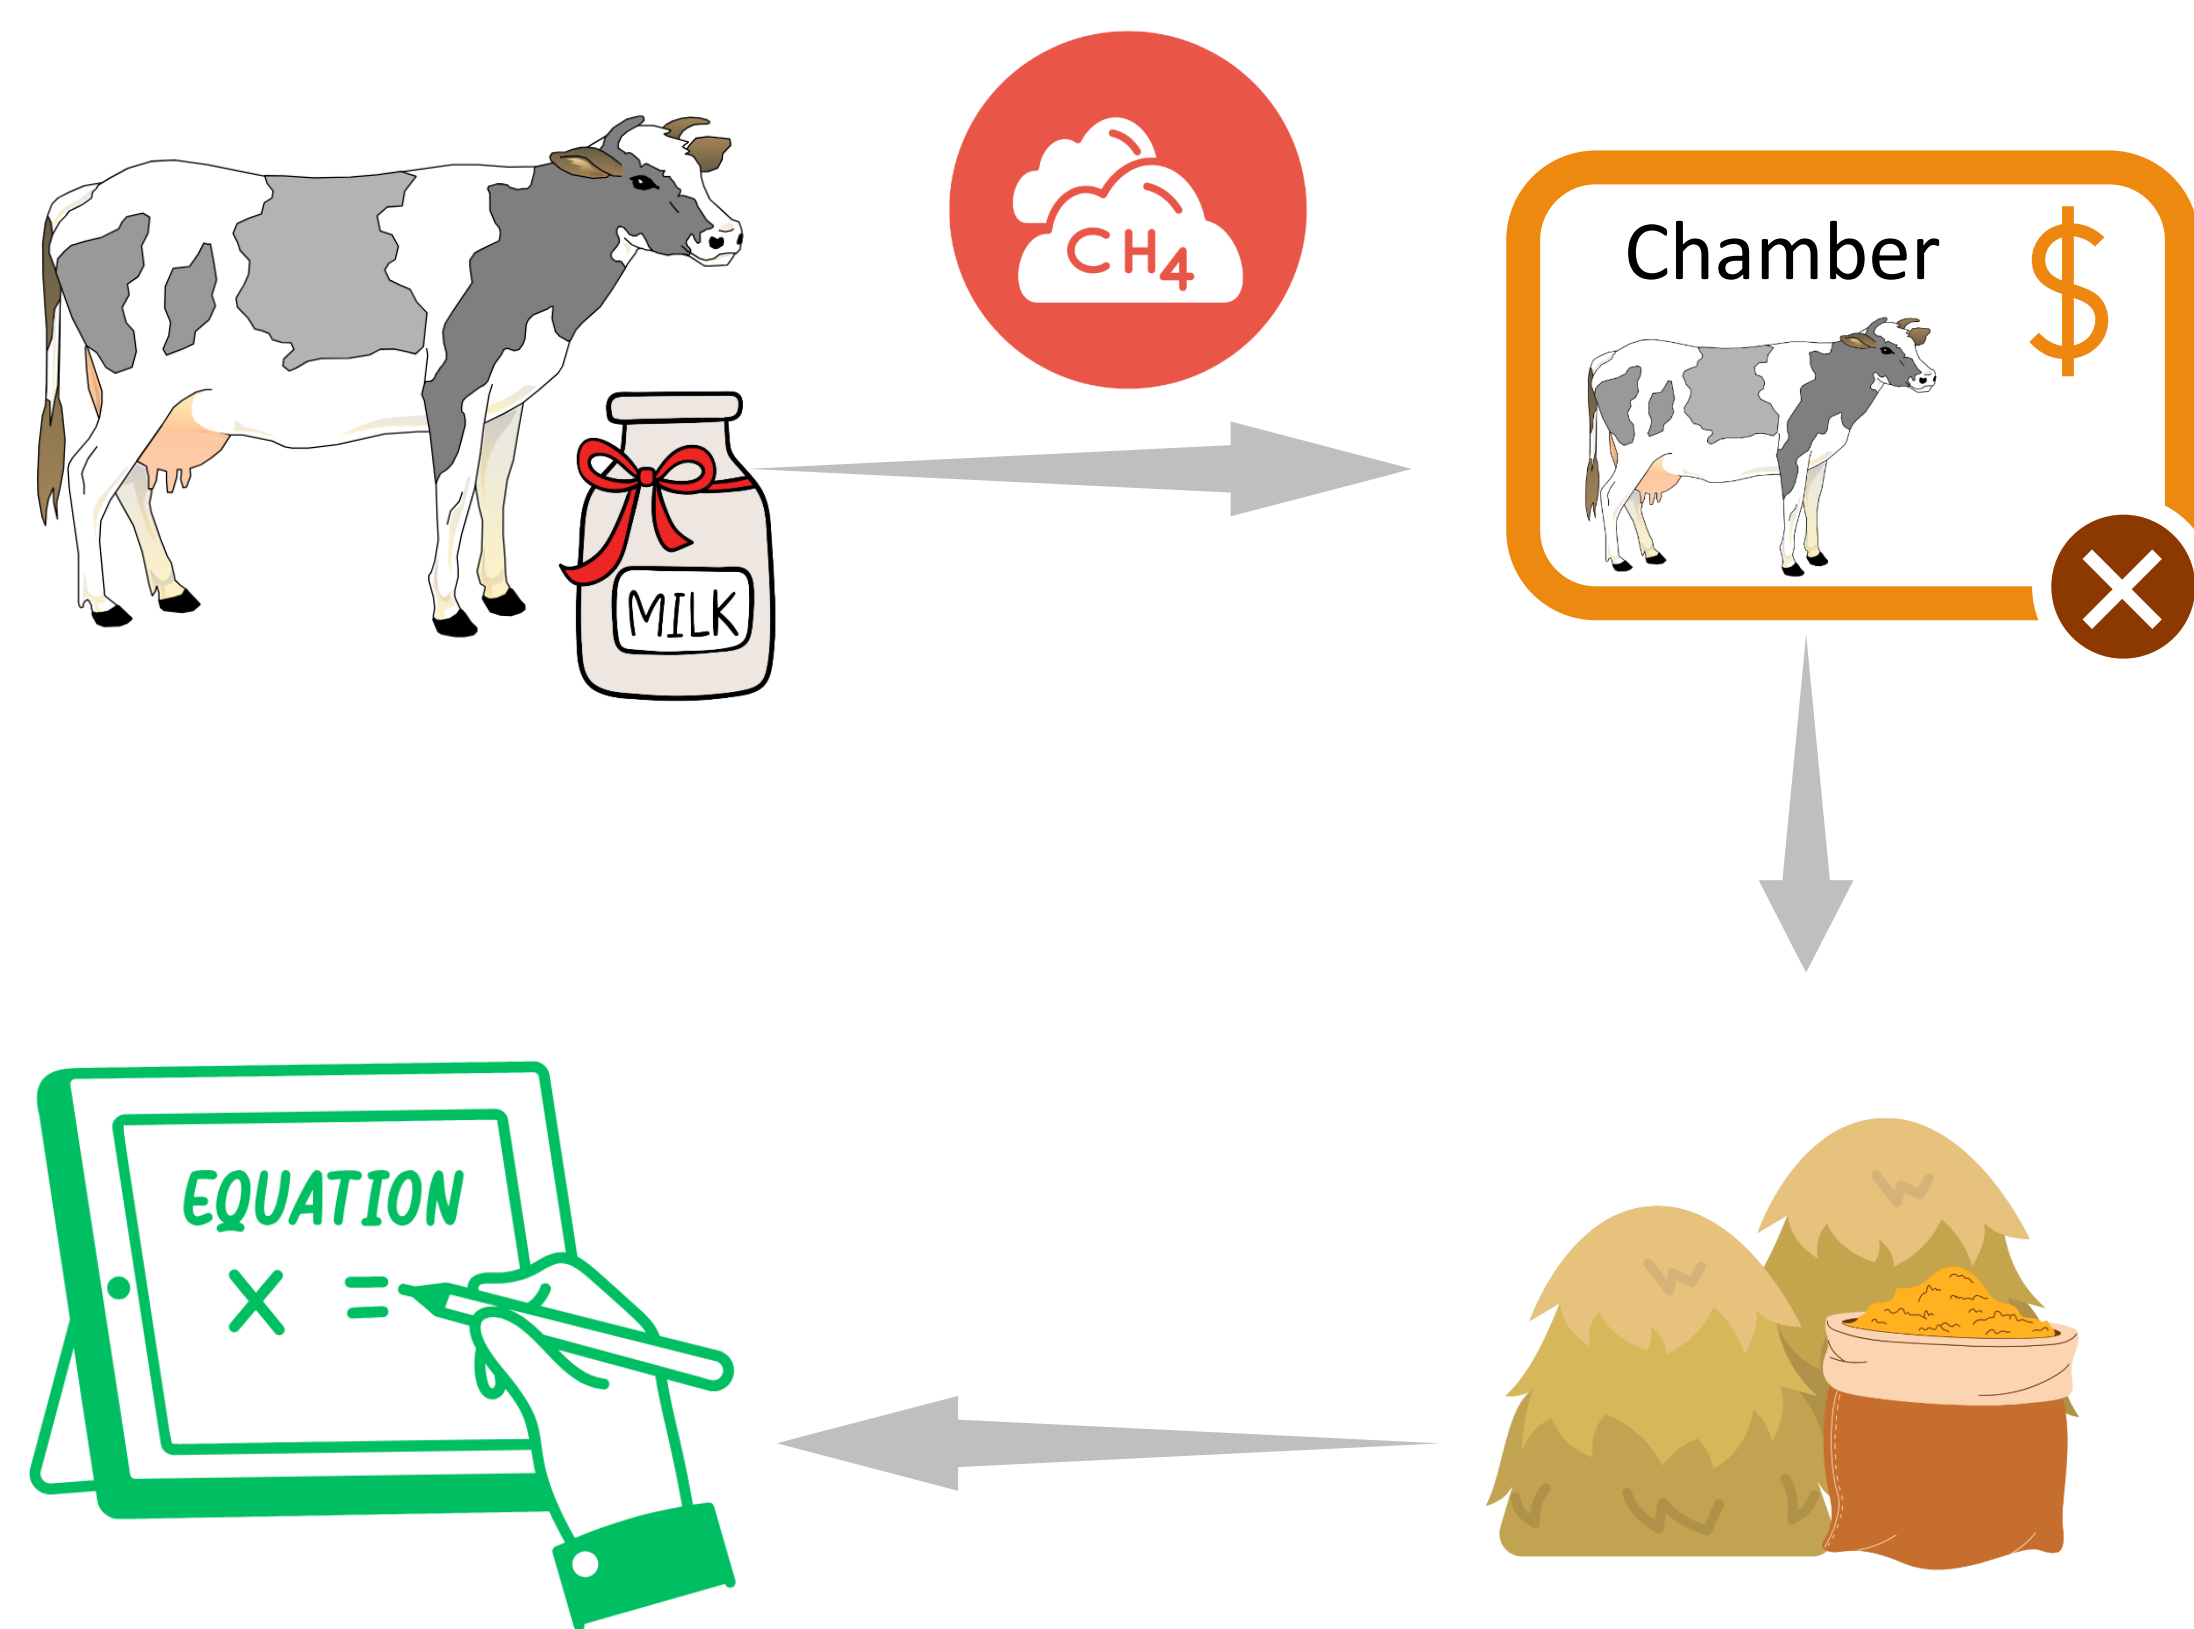 CH4
Chamber
$
MILK
EQUATION
X =